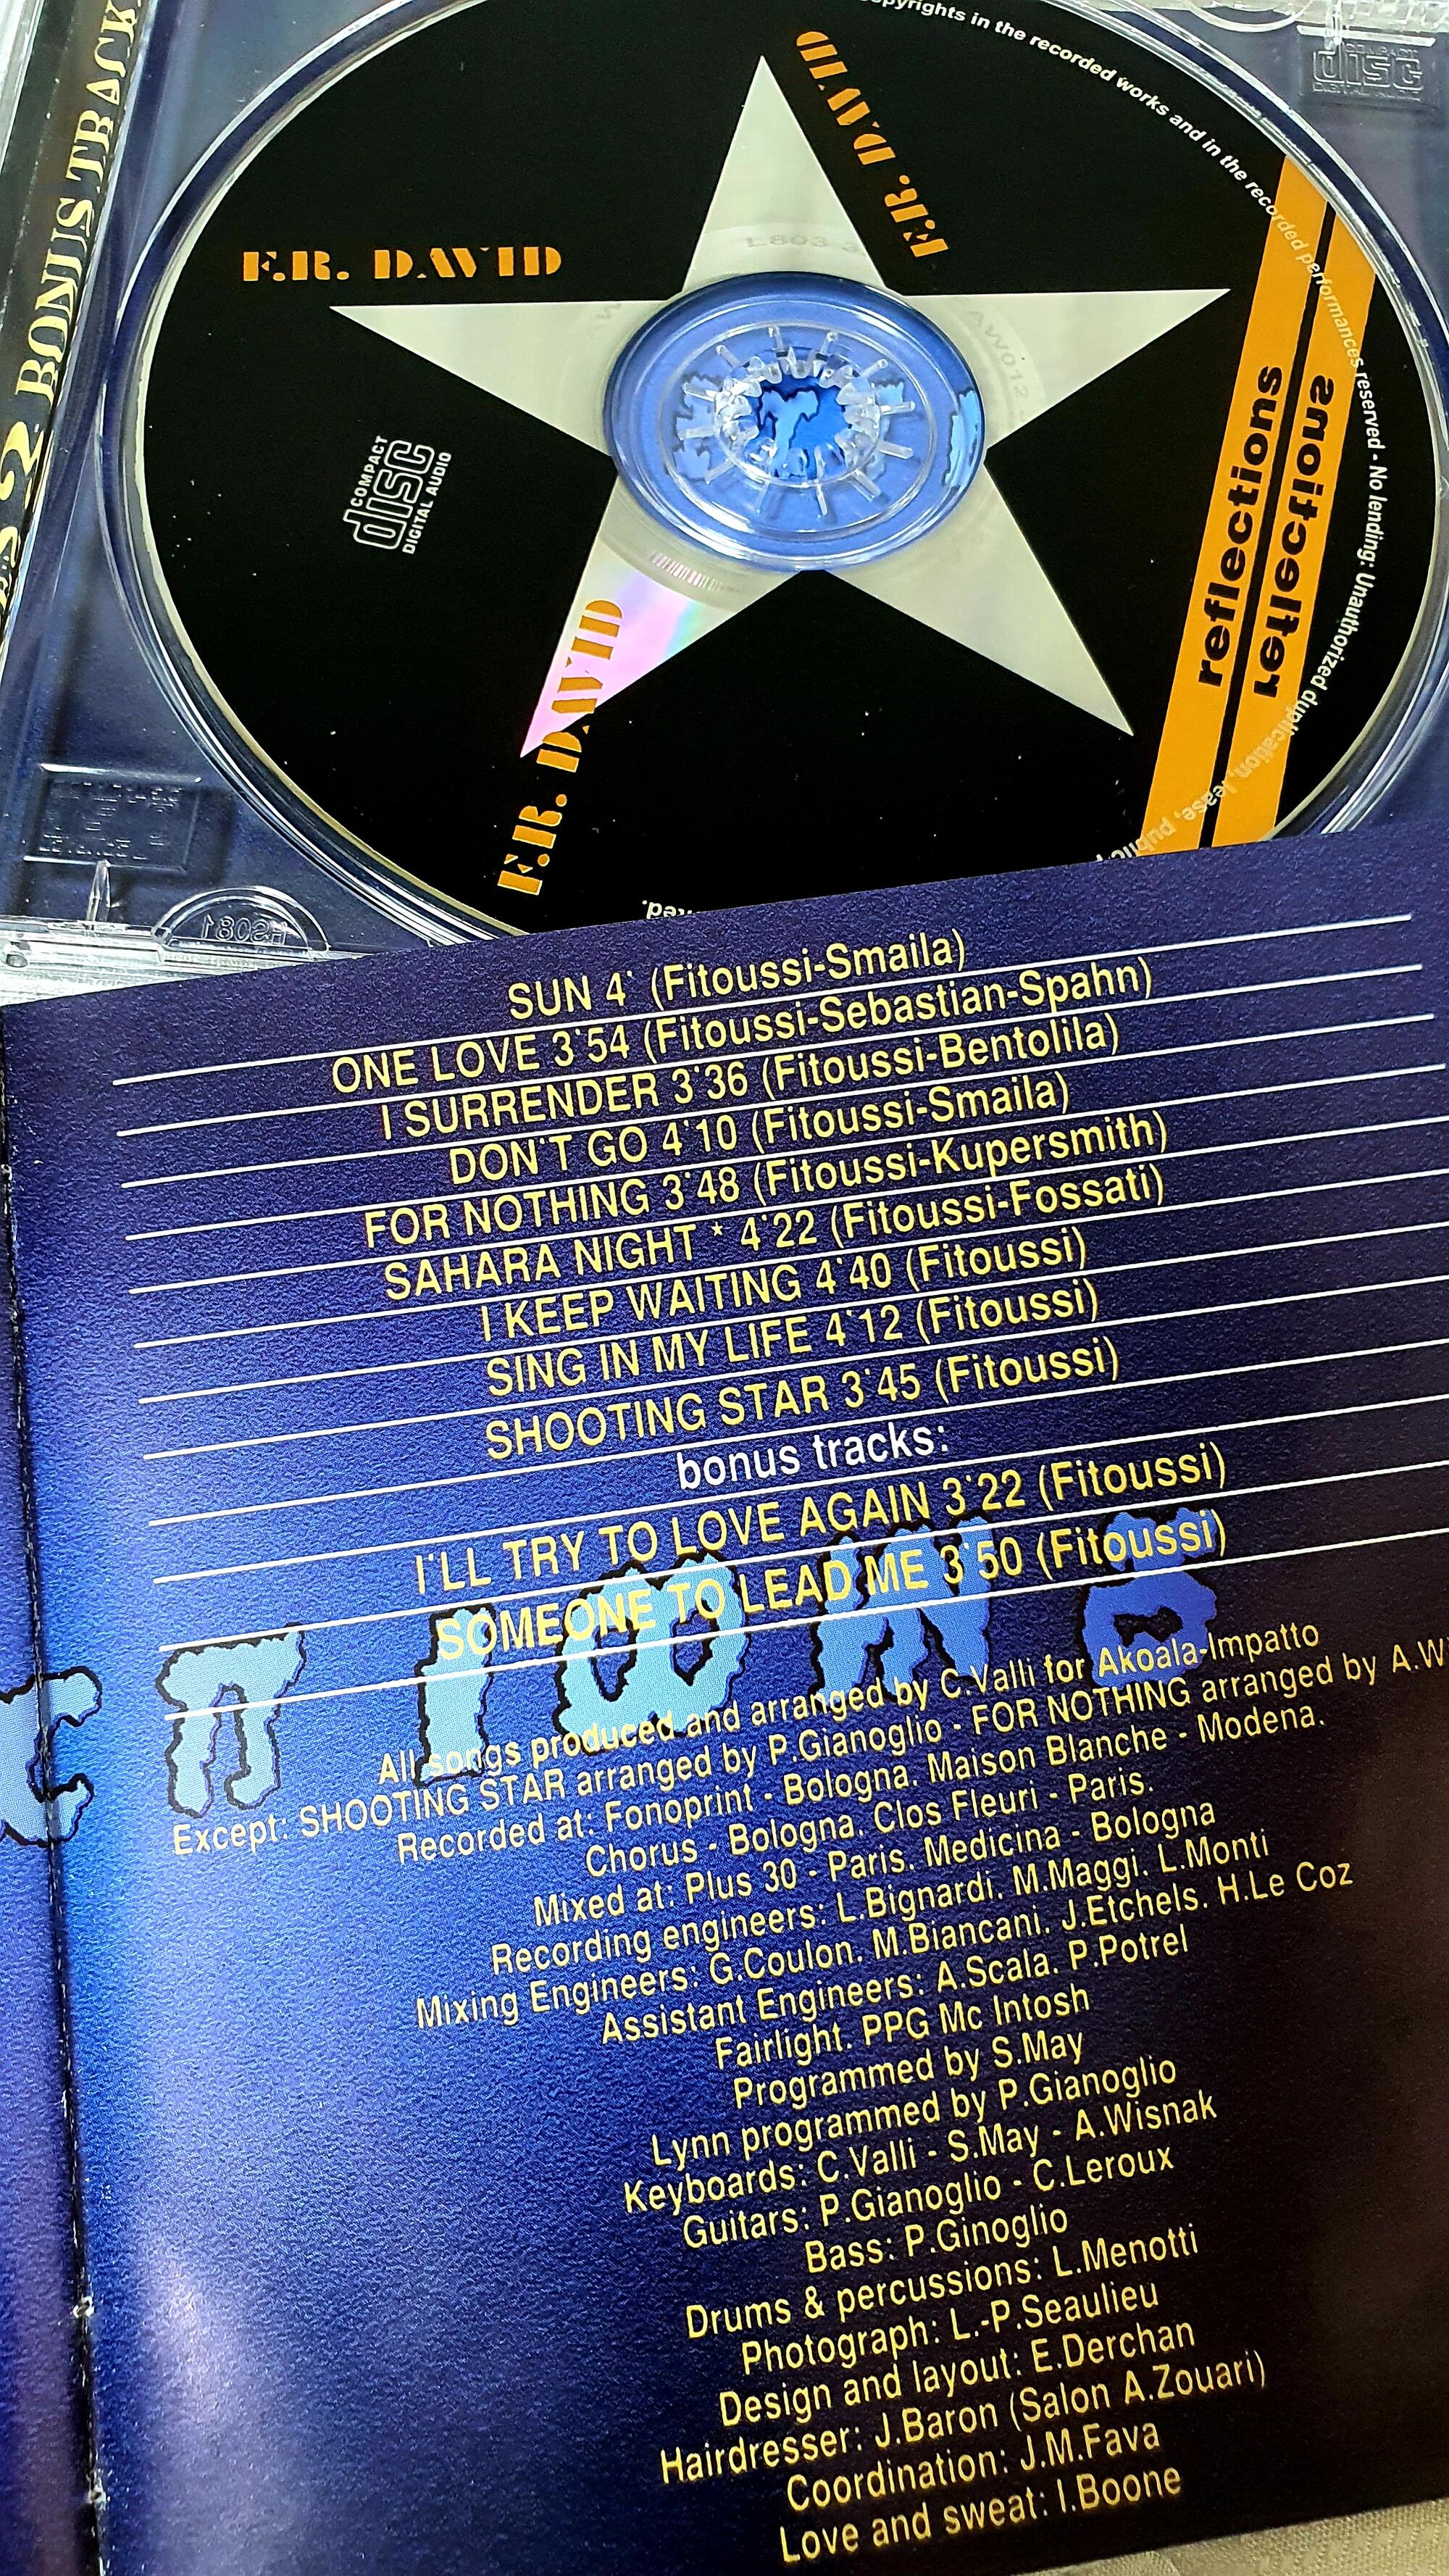 2 BONUS TRACK
F.R. DAVID
F.R. DAVID
F.R. DAVID
COMPACT
disc
DIGITAL AUDIO
COMPACT
disc
DIGITAL AUDIO
reflections
reflections
copyrights in the recorded works and in the recorded performances reserved - No lending: Unauthorized duplication, lease, public
L803
AW012
HS081
SUN 4' (Fitoussi-Smaila)
ONE LOVE 3'54 (Fitoussi-Sebastian-Spahn)
I SURRENDER 3'36 (Fitoussi-Bentolila)
DON'T GO 4'10 (Fitoussi-Smaila)
FOR NOTHING 3'48 (Fitoussi-Kupersmith)
SAHARA NIGHT * 4'22 (Fitoussi-Fossati)
I KEEP WAITING 4'40 (Fitoussi)
SING IN MY LIFE 4'12 (Fitoussi)
SHOOTING STAR 3'45 (Fitoussi)
bonus tracks:
I'LL TRY TO LOVE AGAIN 3'22 (Fitoussi)
SOMEONE TO LEAD ME 3'50 (Fitoussi)
All songs produced and arranged by C.Valli for Akoala-Impatto
Except: SHOOTING STAR arranged by P.Gianoglio - FOR NOTHING arranged by A.W
Recorded at: Fonoprint - Bologna. Maison Blanche - Modena.
Chorus - Bologna. Clos Fleuri - Paris.
Mixed at: Plus 30 - Paris. Medicina - Bologna
Recording engineers: L.Bignardi. M.Maggi. L.Monti
Mixing Engineers: G.Coulon. M.Biancani. J.Etchels. H.Le Coz
Assistant Engineers: A.Scala. P.Potrel
Fairlight. PPG Mc Intosh
Programmed by S.May
Lynn programmed by P.Gianoglio
Keyboards: C.Valli - S.May - A.Wisnak
Guitars: P.Gianoglio - C.Leroux
Bass: P.Ginoglio
Drums & percussions: L.Menotti
Photograph: L.-P.Seaulieu
Design and layout: E.Derchan
Hairdresser: J.Baron (Salon A.Zouari)
Coordination: J.M.Fava
Love and sweat: I.Boone